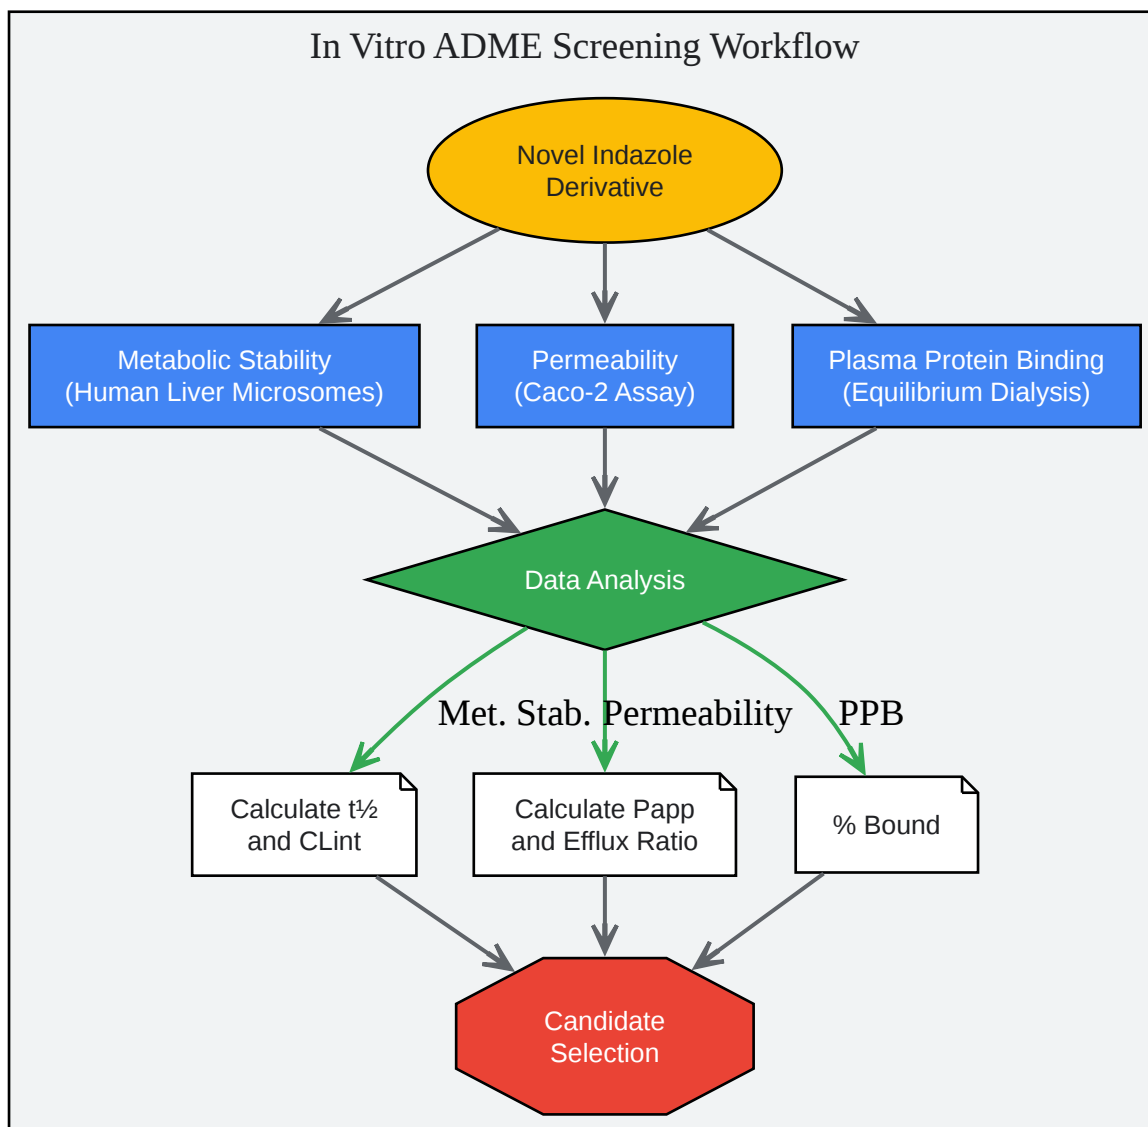 In Vitro ADME Screening Workflow
Novel Indazole
Derivative
Metabolic Stability
(Human Liver Microsomes)
Permeability
(Caco-2 Assay)
Plasma Protein Binding
(Equilibrium Dialysis)
Data Analysis
Met. Stab.
Permeability
PPB
Calculate t½
and CLint
Calculate Papp
and Efflux Ratio
% Bound
Candidate
Selection